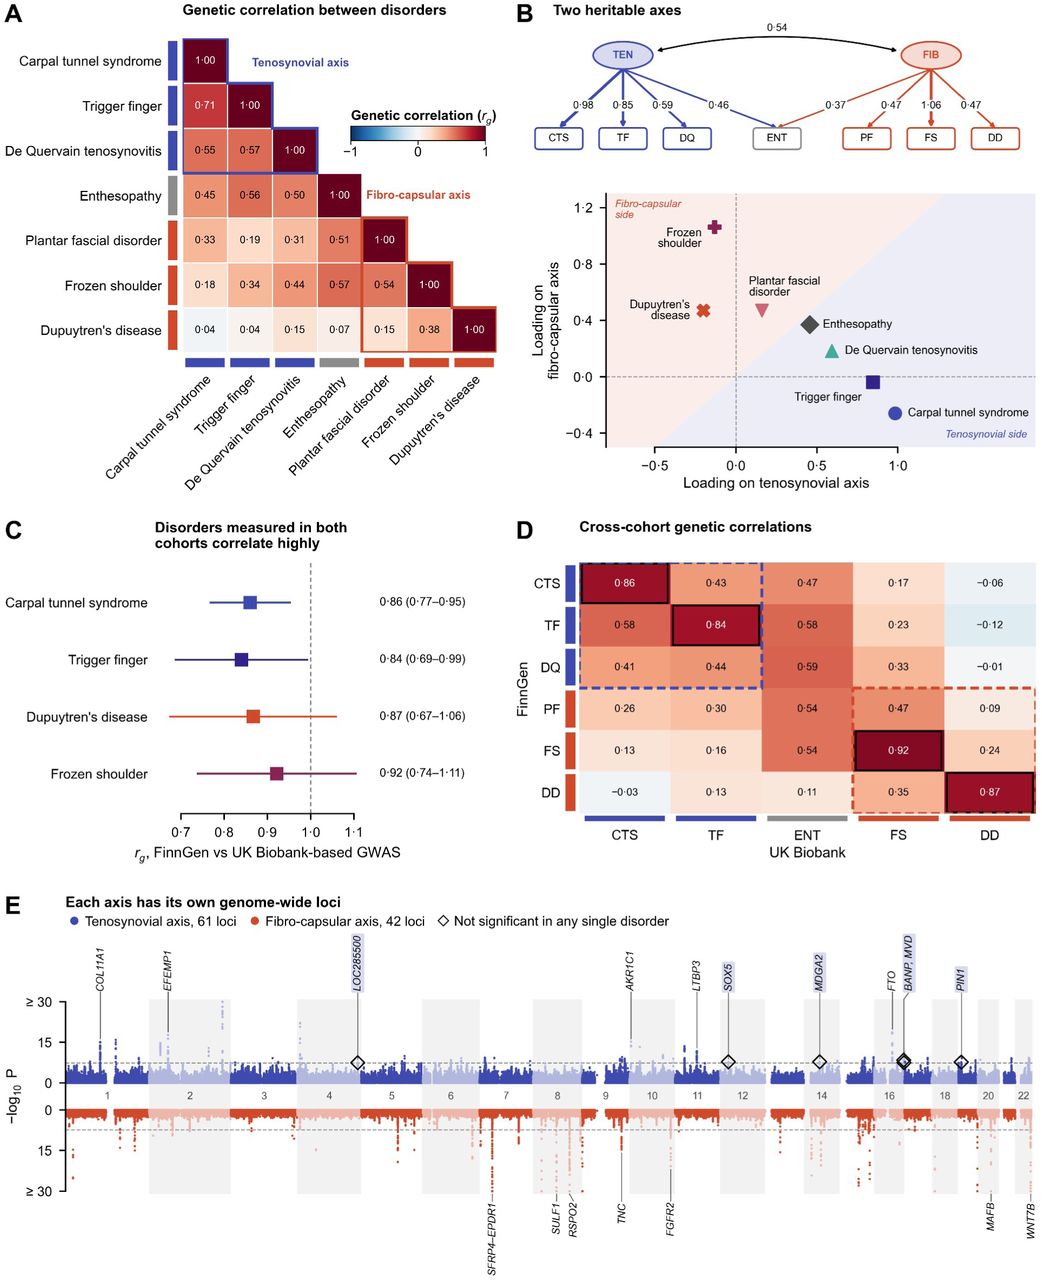 A
Genetic correlation between disorders
Carpal tunnel syndrome
1·00
Tenosynovial axis
Trigger finger
0·71 1·00
Genetic correlation (rg)
−1 0 1
De Quervain tenosynovitis
0·55 0·57 1·00
Enthesopathy
0·45 0·56 0·50 1·00
Fibro-capsular axis
Plantar fascial disorder
0·33 0·19 0·31 0·51 1·00
Frozen shoulder
0·18 0·34 0·44 0·57 0·54 1·00
Dupuytren's disease
0·04 0·04 0·15 0·07 0·15 0·38 1·00
Carpal tunnel syndrome
Trigger finger
De Quervain tenosynovitis
Enthesopathy
Plantar fascial disorder
Frozen shoulder
Dupuytren's disease
B
Two heritable axes
0·54
TEN
FIB
0·98 0·85 0·59 0·46 0·37 0·47 1·06 0·47
CTS TF DQ ENT PF FS DD
Loading on
fibro-capsular axis
1·2
0·8
0·4
0·0
−0·4
Fibro-capsular
side
Frozen
shoulder
Plantar fascial
disorder
Dupuytren's
disease
Enthesopathy
De Quervain tenosynovitis
Trigger finger
Carpal tunnel syndrome
Tenosynovial side
−0·5 0·0 0·5 1·0
Loading on tenosynovial axis
C
Disorders measured in both
cohorts correlate highly
Carpal tunnel syndrome 0·86 (0·77–0·95)
Trigger finger 0·84 (0·69–0·99)
Dupuytren's disease 0·87 (0·67–1·06)
Frozen shoulder 0·92 (0·74–1·11)
0·7 0·8 0·9 1·0 1·1
rg, FinnGen vs UK Biobank-based GWAS
D
Cross-cohort genetic correlations
FinnGen
CTS 0·86 0·43 0·47 0·17 −0·06
TF 0·58 0·84 0·58 0·23 −0·12
DQ 0·41 0·44 0·59 0·33 −0·01
PF 0·26 0·30 0·54 0·47 0·09
FS 0·13 0·16 0·54 0·92 0·24
DD −0·03 0·13 0·11 0·35 0·87
CTS TF ENT FS DD
UK Biobank
E
Each axis has its own genome-wide loci
Tenosynovial axis, 61 loci Fibro-capsular axis, 42 loci Not significant in any single disorder
COL11A1
EFEMP1
LOC285500
AKR1C1
LTBP3
SOX5
MDGA2
FTO
BANP, MVD
PIN1
−log10 P
≥ 30
15
0
1 2 3 4 5 6 7 8 9 10 11 12 14 16 18 20 22
0
15
≥ 30
SFRP4–EPDR1
SULF1
RSPO2
TNC
FGFR2
MAFB
WNT7B